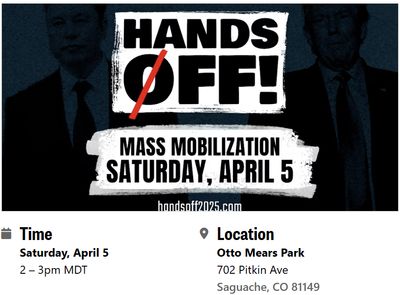 HANDS
OFF!
MASS MOBILIZATION
SATURDAY, APRIL 5
handsoff2025.com
Time
Location
Saturday, April 5
Otto Mears Park
2 – 3pm MDT
702 Pitkin Ave
Saguache, CO 81149